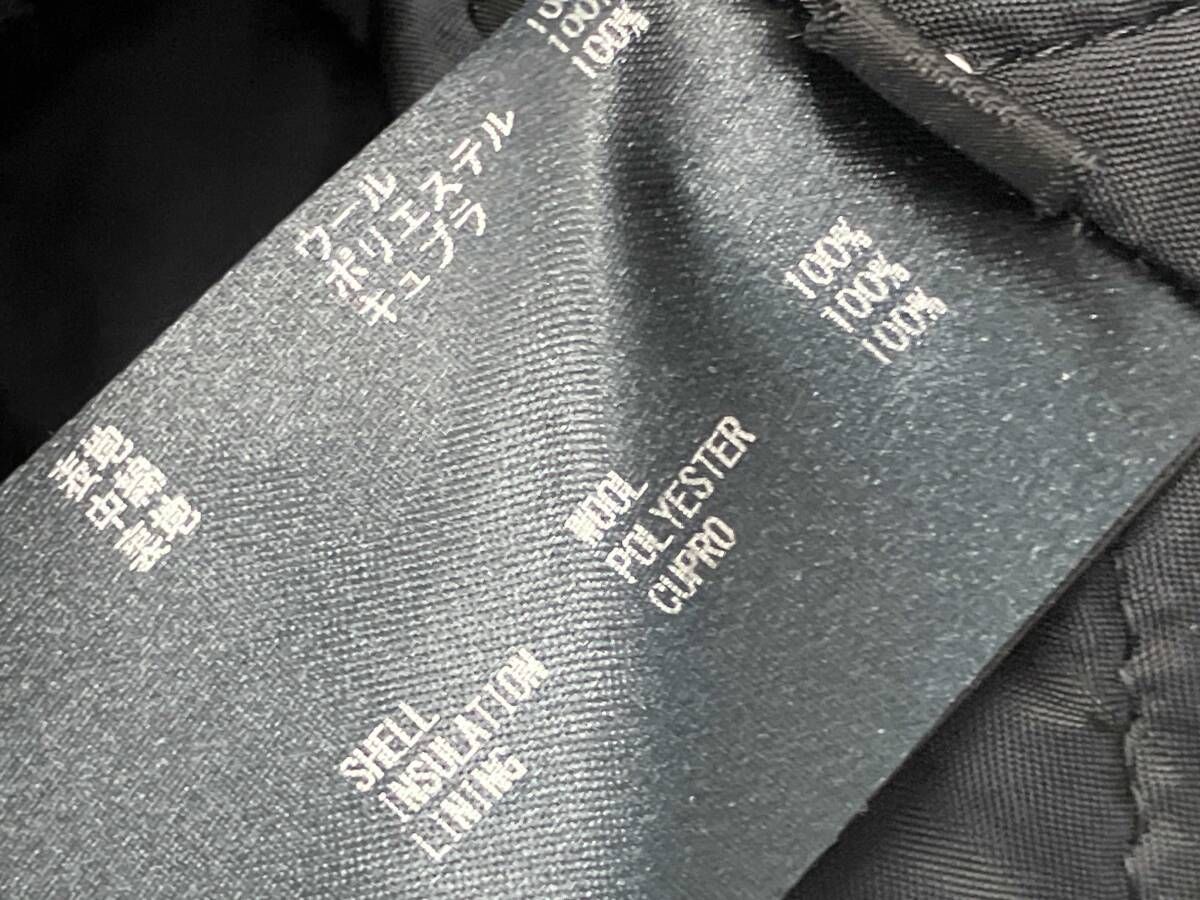 表地 ウール 100%
中綿 ポリエステル 100%
裏地 キュプラ 100%
SHELL WOOL 100%
INSULATION POLYESTER 100%
LINING CUPRO 100%